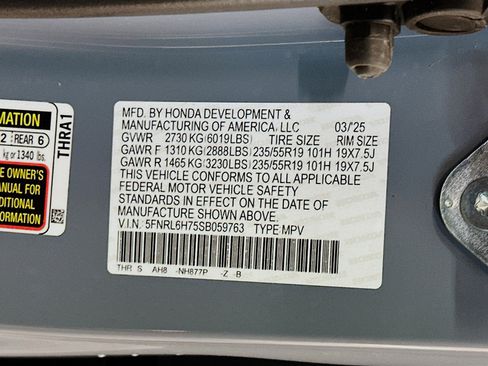 MATION
2 REAR 6
kg or 1340 lbs.
E OWNER'S
ANUAL FOR
DDITIONAL
ORMATION
THRA1
MFD. BY HONDA DEVELOPMENT &
MANUFACTURING OF AMERICA, LLC 03/'25
GVWR 2730 KG (6019LBS) TIRE SIZE RIM SIZE
GAWR F 1310 KG (2888LBS) 235/55R19 101H 19X7.5J
GAWR R 1465 KG (3230LBS) 235/55R19 101H 19X7.5J
THIS VEHICLE CONFORMS TO ALL APPLICABLE
FEDERAL MOTOR VEHICLE SAFETY
STANDARDS IN EFFECT ON THE DATE OF
MANUFACTURE SHOWN ABOVE.
V.I.N. 5FNRL6H75SB059763 TYPE: MPV
THR S AH8 -NH877P -Z -B